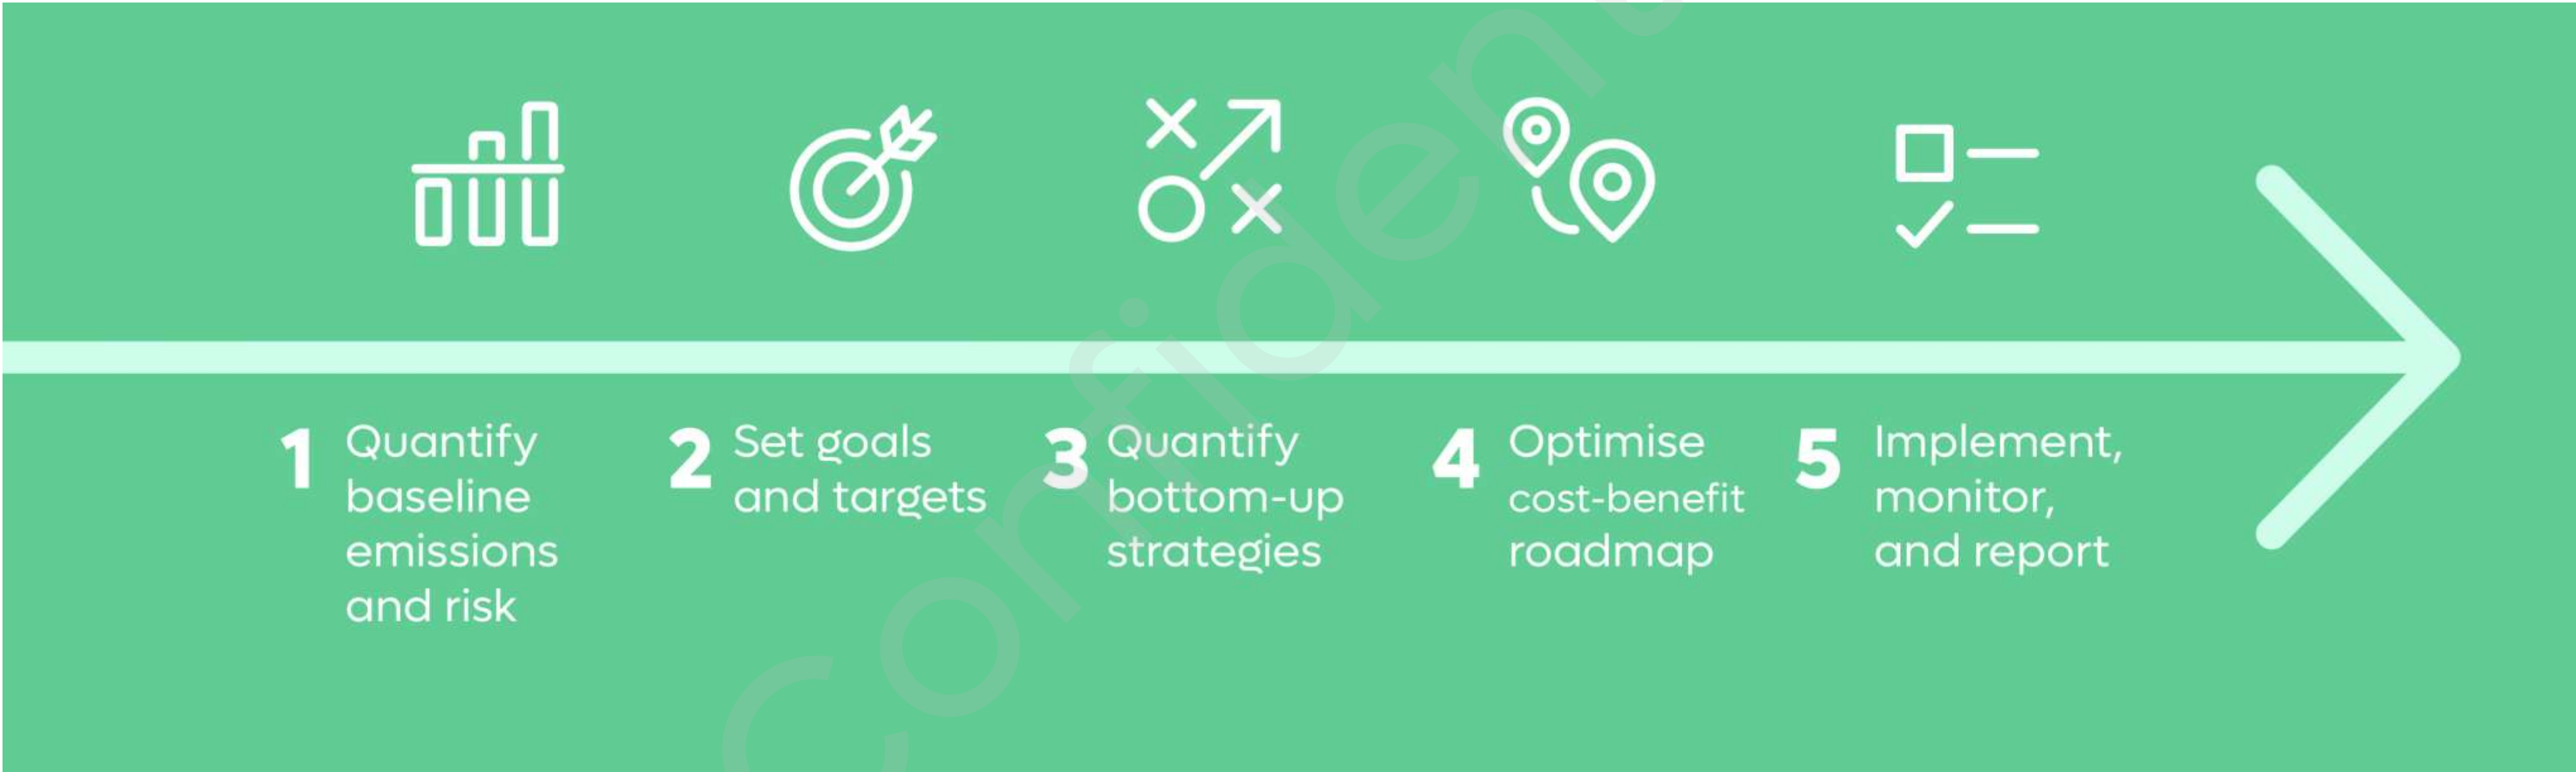 1 Quantify
baseline
emissions
and risk
2 Set goals
and targets
3 Quantify
bottom-up
strategies
4 Optimise
cost-benefit
roadmap
5 Implement,
monitor,
and report
Confident